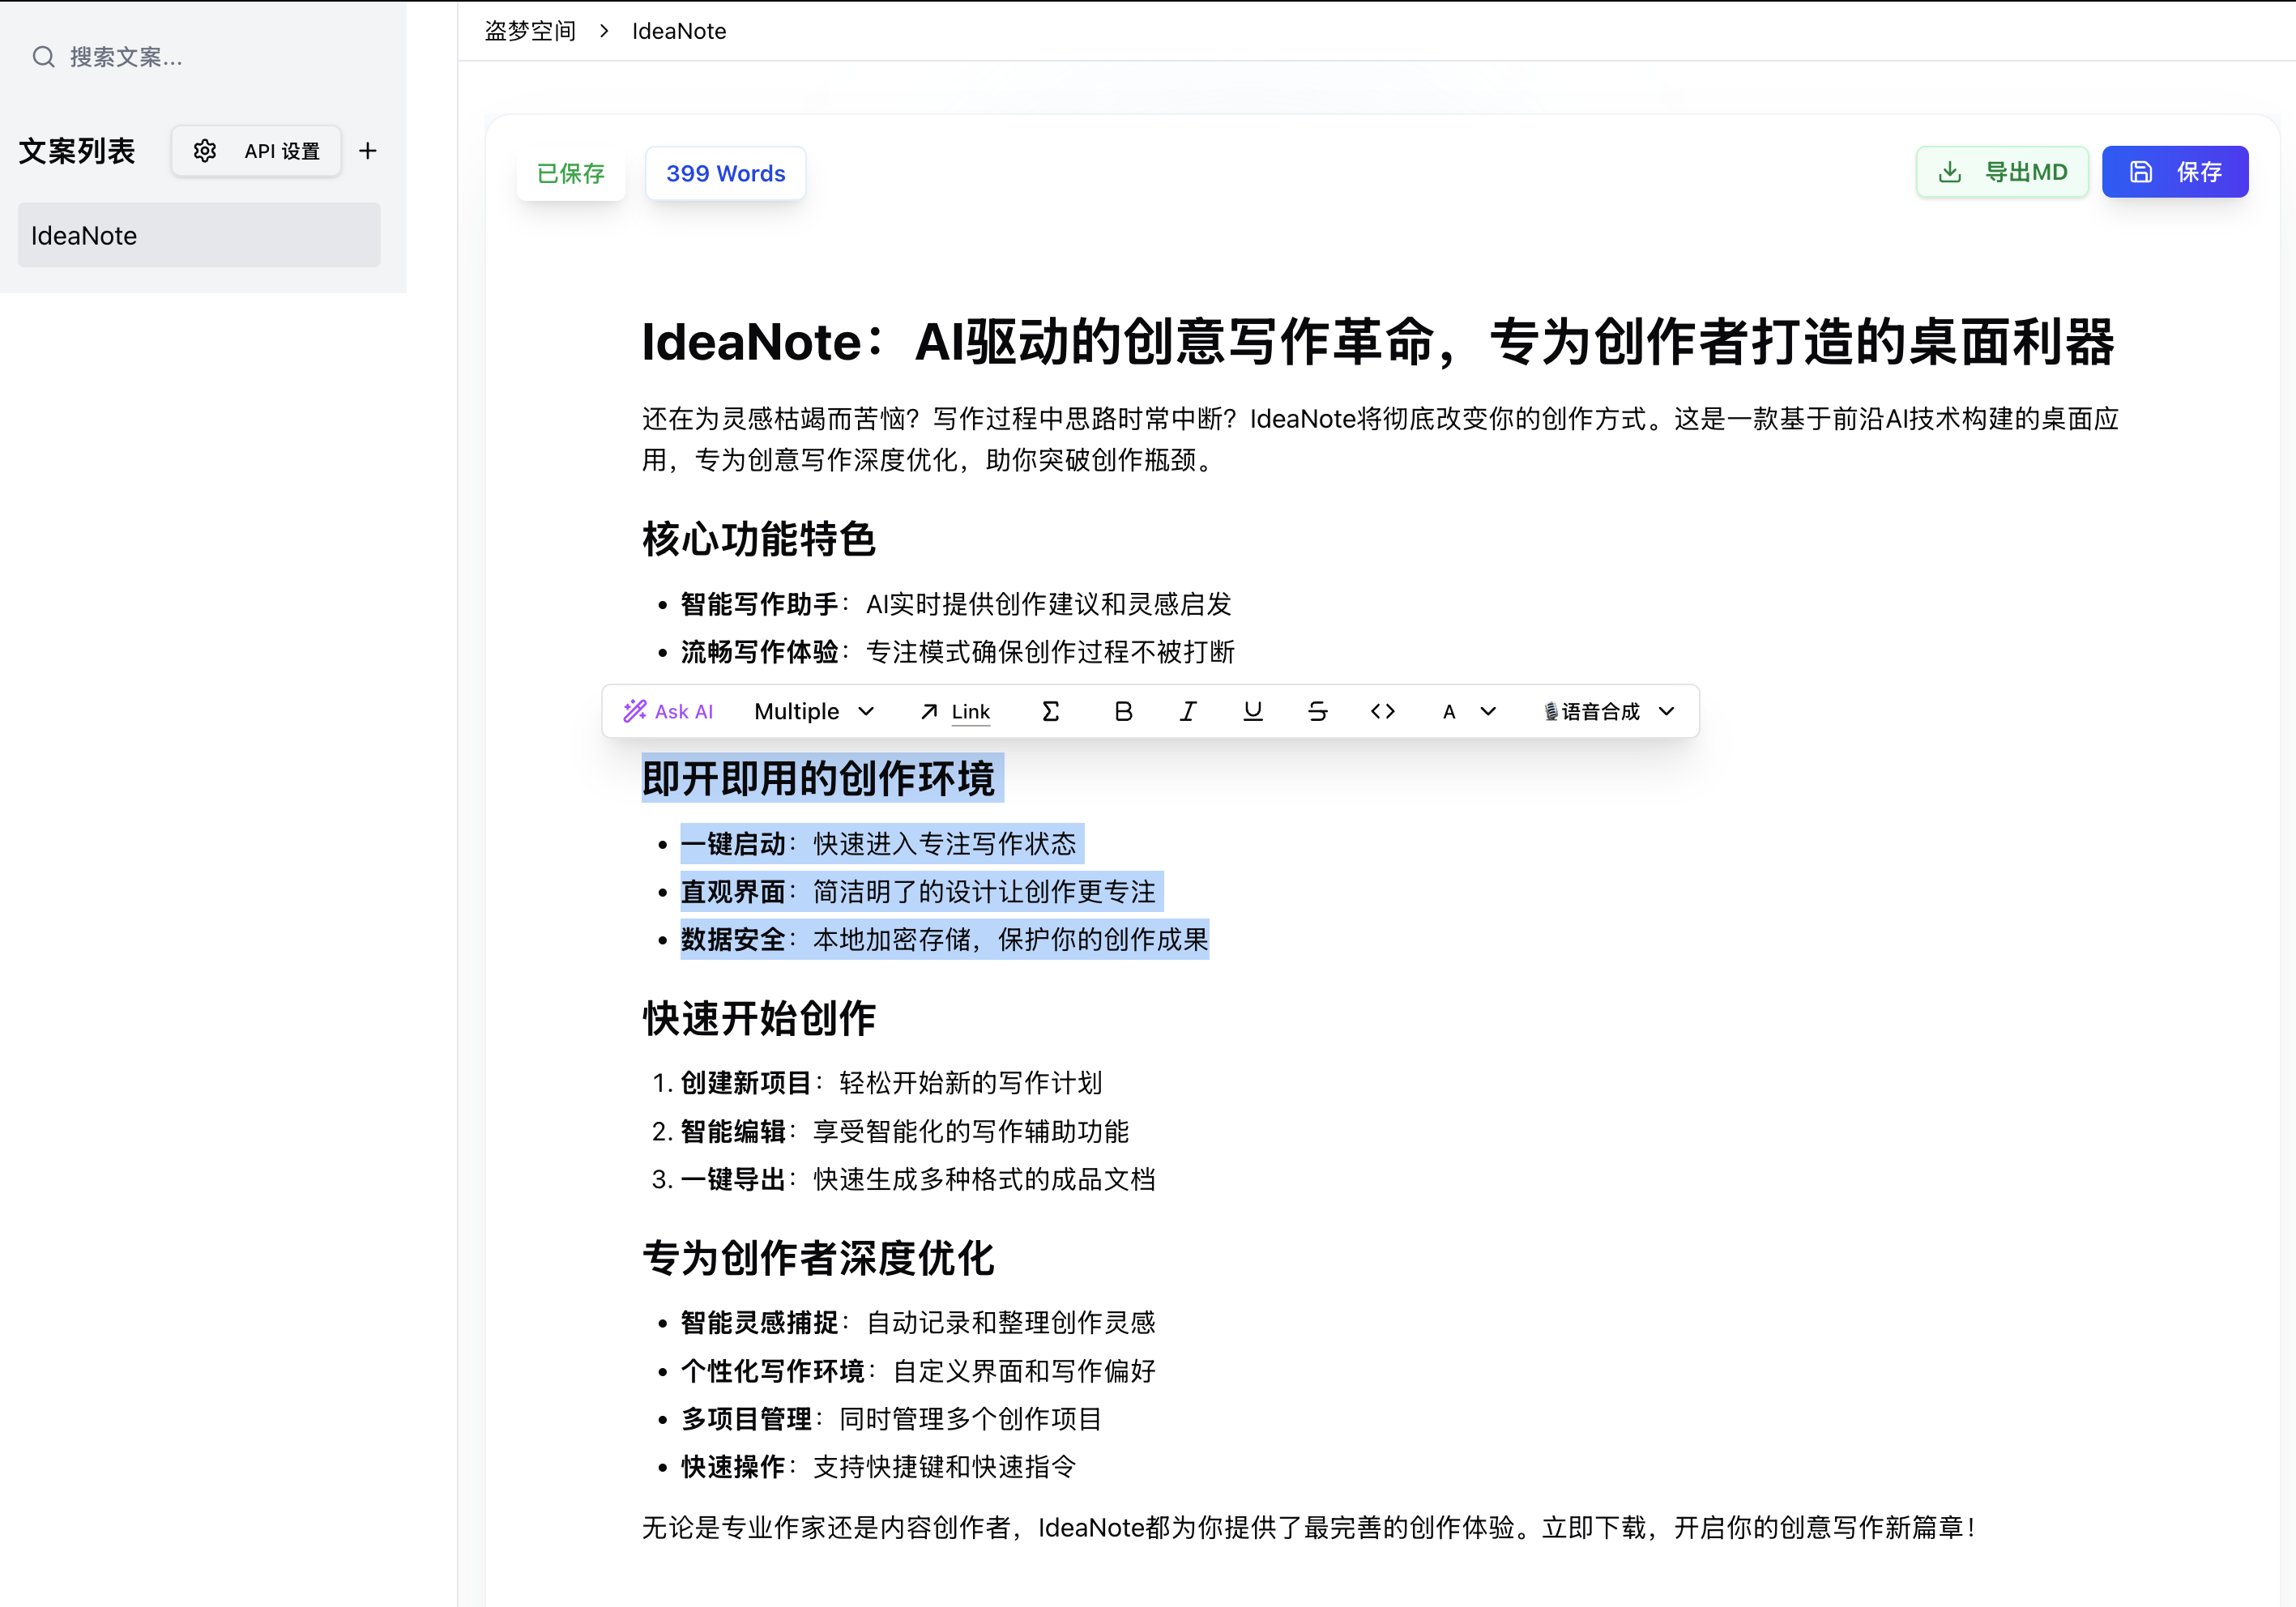 盗梦空间 > IdeaNote
搜索文案...
文案列表
API 设置
IdeaNote
已保存
399 Words
导出MD
保存
IdeaNote：AI驱动的创意写作革命，专为创作者打造的桌面利器
还在为灵感枯竭而苦恼？写作过程中思路时常中断？IdeaNote将彻底改变你的创作方式。这是一款基于前沿AI技术构建的桌面应
用，专为创意写作深度优化，助你突破创作瓶颈。
核心功能特色
• 智能写作助手：AI实时提供创作建议和灵感启发
• 流畅写作体验：专注模式确保创作过程不被打断
Ask AI Multiple Link Σ B I U S <> A 语音合成
即开即用的创作环境
• 一键启动：快速进入专注写作状态
• 直观界面：简洁明了的设计让创作更专注
• 数据安全：本地加密存储，保护你的创作成果
快速开始创作
1. 创建新项目：轻松开始新的写作计划
2. 智能编辑：享受智能化的写作辅助功能
3. 一键导出：快速生成多种格式的成品文档
专为创作者深度优化
• 智能灵感捕捉：自动记录和整理创作灵感
• 个性化写作环境：自定义界面和写作偏好
• 多项目管理：同时管理多个创作项目
• 快速操作：支持快捷键和快速指令
无论是专业作家还是内容创作者，IdeaNote都为你提供了最完善的创作体验。立即下载，开启你的创意写作新篇章！